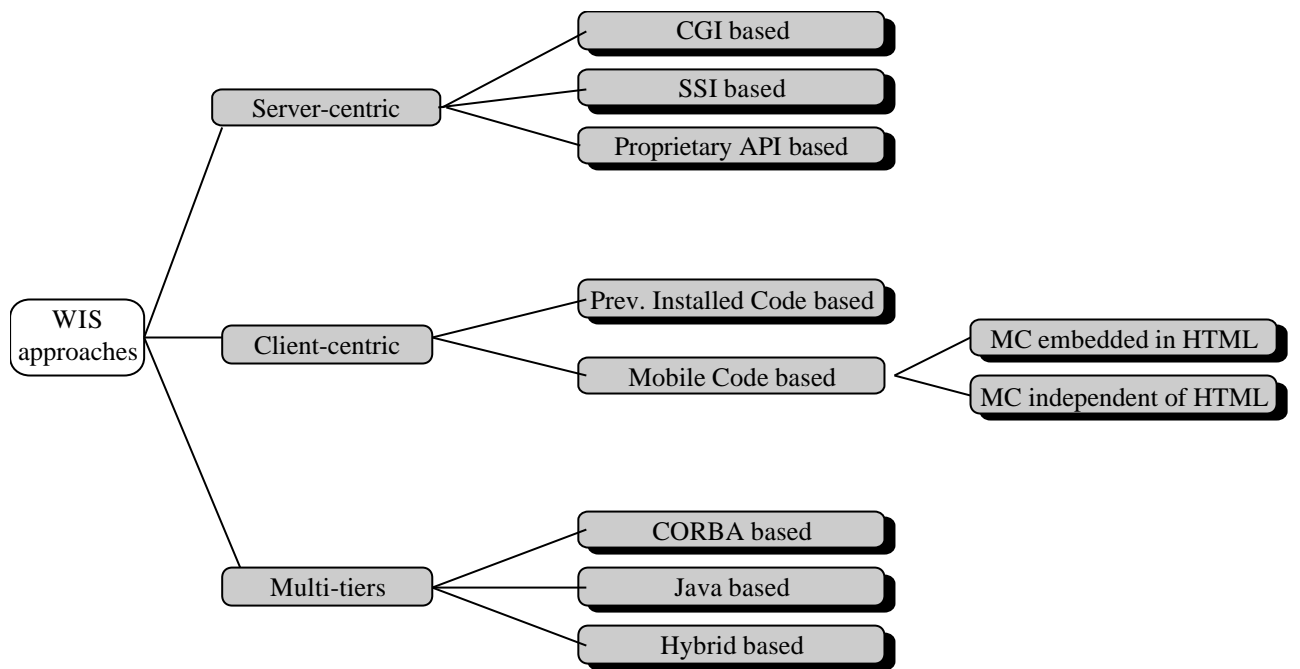 CGI based
SSI based
Server-centric
Proprietary API based
Prev. Installed Code based
WIS
approaches
Client-centric
MC embedded in HTML
Mobile Code based
MC independent of HTML
CORBA based
Multi-tiers
Java based
Hybrid based